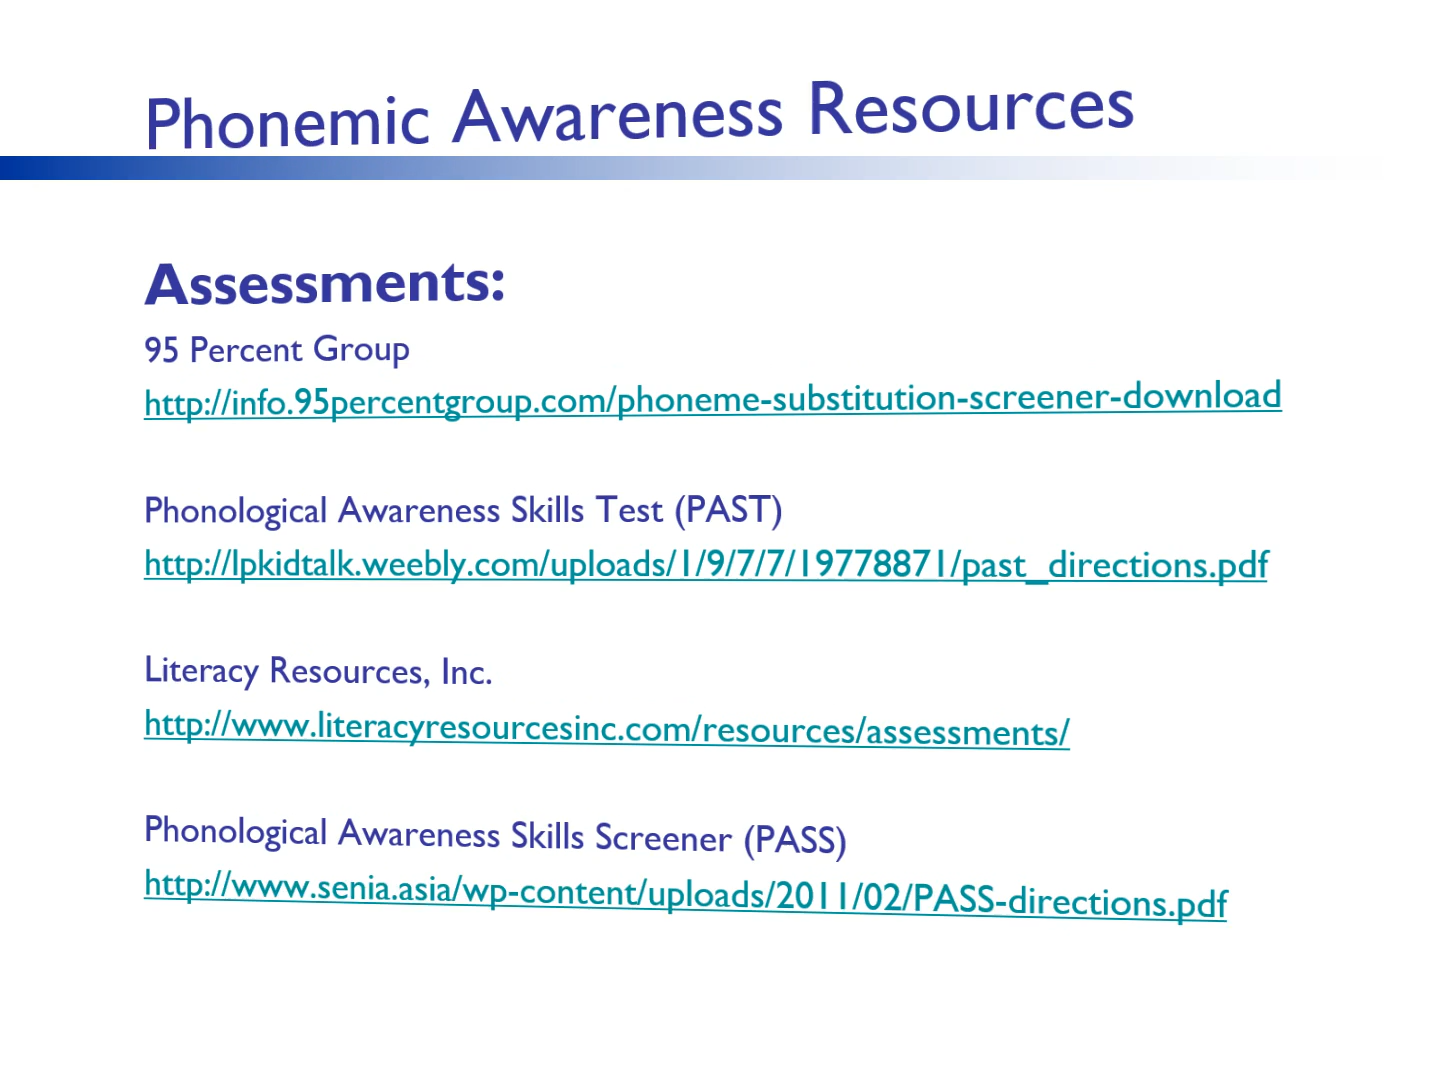 Phonemic Awareness Resources
Assessments:
95 Percent Group
http://info.95percentgroup.com/phoneme-substitution-screener-download
Phonological Awareness Skills Test (PAST)
http://lpkidtalk.weebly.com/uploads/1/9/7/7/19778871/past_directions.pdf
Literacy Resources, Inc.
http://www.literacyresourcesinc.com/resources/assessments/
Phonological Awareness Skills Screener (PASS)
http://www.senia.asia/wp-content/uploads/2011/02/PASS-directions.pdf